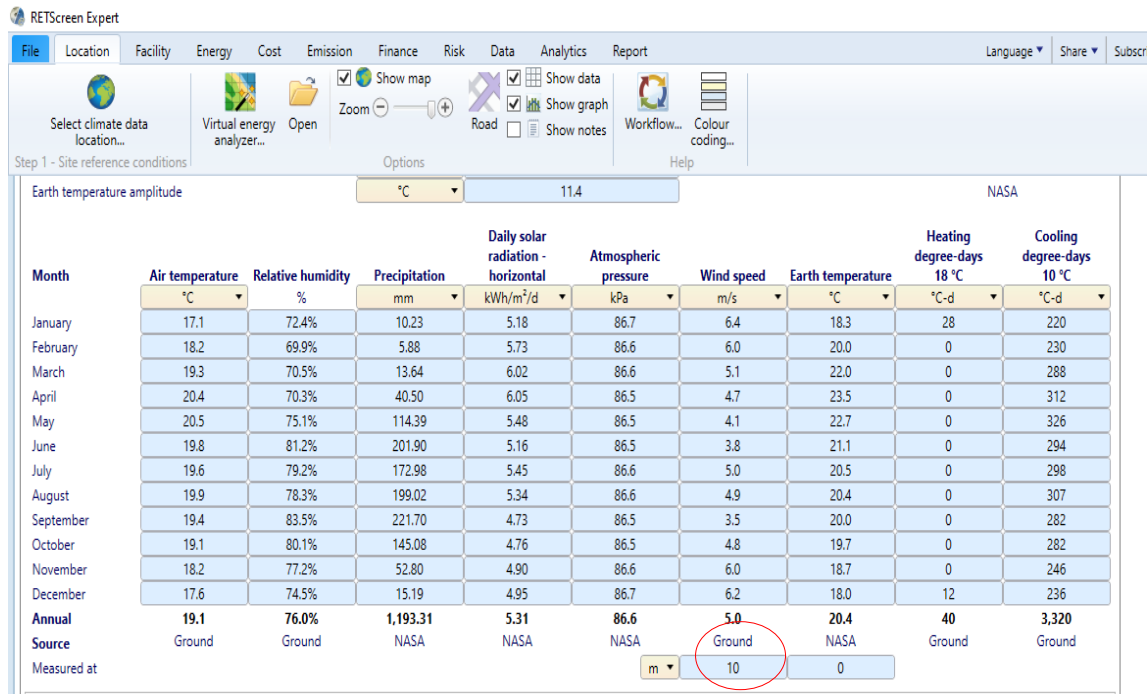 RETScreen Expert
File Location Facility Energy Cost Emission Finance Risk Data Analytics Report Language Share
Select climate data location...
Virtual energy analyzer...
Open
Show map
Zoom
Road
Show data
Show graph
Show notes
Workflow...
Colour coding...
Step 1 - Site reference conditions
Options
Help
Earth temperature amplitude °C 11.4 NASA
Month Air temperature Relative humidity Precipitation Daily solar radiation - horizontal Atmospheric pressure Wind speed Earth temperature Heating degree-days 18 °C Cooling degree-days 10 °C
°C % mm kWh/m²/d kPa m/s °C °C-d °C-d
January 17.1 72.4% 10.23 5.18 86.7 6.4 18.3 28 220
February 18.2 69.9% 5.88 5.73 86.6 6.0 20.0 0 230
March 19.3 70.5% 13.64 6.02 86.6 5.1 22.0 0 288
April 20.4 70.3% 40.50 6.05 86.5 4.7 23.5 0 312
May 20.5 75.1% 114.39 5.48 86.5 4.1 22.7 0 326
June 19.8 81.2% 201.90 5.16 86.5 3.8 21.1 0 294
July 19.6 79.2% 172.98 5.45 86.6 5.0 20.5 0 298
August 19.9 78.3% 199.02 5.34 86.6 4.9 20.4 0 307
September 19.4 83.5% 221.70 4.73 86.5 3.5 20.0 0 282
October 19.1 80.1% 145.08 4.76 86.5 4.8 19.7 0 282
November 18.2 77.2% 52.80 4.90 86.6 6.0 18.7 0 246
December 17.6 74.5% 15.19 4.95 86.7 6.2 18.0 12 236
Annual 19.1 76.0% 1,193.31 5.31 86.6 5.0 20.4 40 3,320
Source Ground Ground NASA NASA NASA Ground NASA Ground Ground
Measured at m 10 0